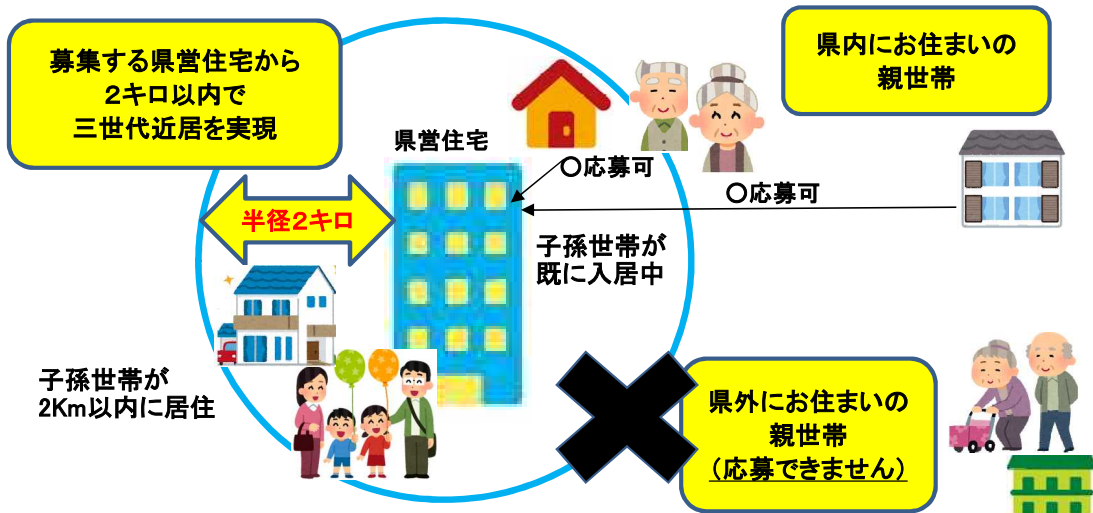 募集する県営住宅から
2キロ以内で
三世代近居を実現
県内にお住まいの
親世帯
県営住宅
〇応募可
〇応募可
半径2キロ
子孫世帯が
既に入居中
子孫世帯が
2Km以内に居住
県外にお住まいの
親世帯
(応募できません)